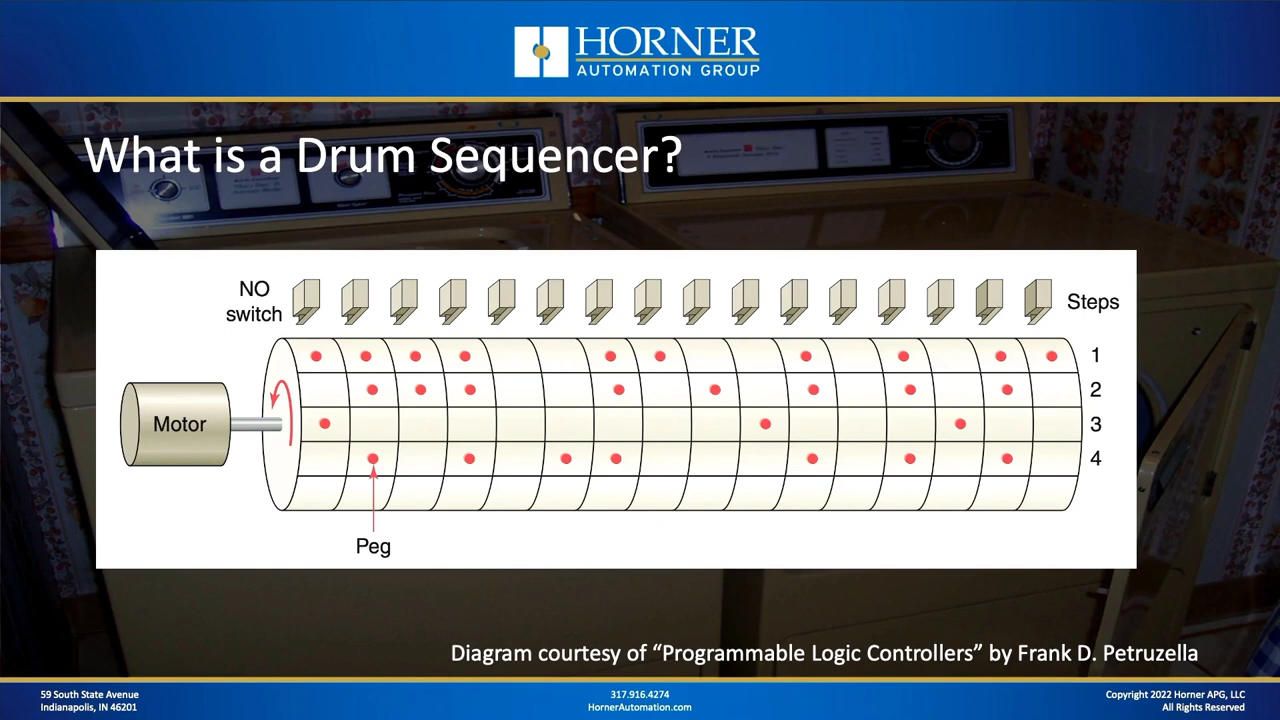 HORNER
AUTOMATION GROUP
What is a Drum Sequencer?
NO
switch
Steps
1
2
3
4
Motor
Peg
Diagram courtesy of “Programmable Logic Controllers” by Frank D. Petruzella
59 South State Avenue
Indianapolis, IN 46201
317.916.4274
HornerAutomation.com
Copyright 2022 Horner APG, LLC
All Rights Reserved